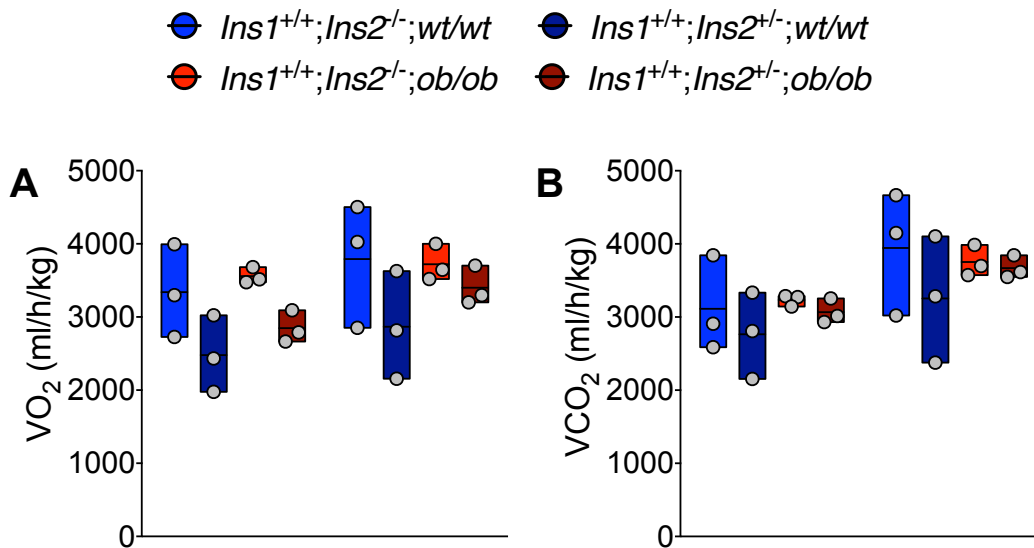 Ins1+/+;Ins2-/-;wt/wt Ins1+/+;Ins2+/-;wt/wt
Ins1+/+;Ins2-/-;ob/ob Ins1+/+;Ins2+/-;ob/ob
A
VO2 (ml/h/kg)
5000
4000
3000
2000
1000
0
B
VCO2 (ml/h/kg)
5000
4000
3000
2000
1000
0